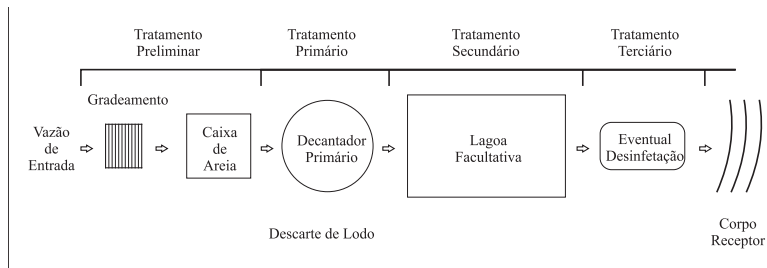 Tratamento
Preliminar
Tratamento
Primário
Tratamento
Secundário
Tratamento
Terciário
Gradeamento
Vazão
de
Entrada
Caixa
de
Areia
Decantador
Primário
Lagoa
Facultativa
Eventual
Desinfetação
Corpo
Receptor
Descarte de Lodo